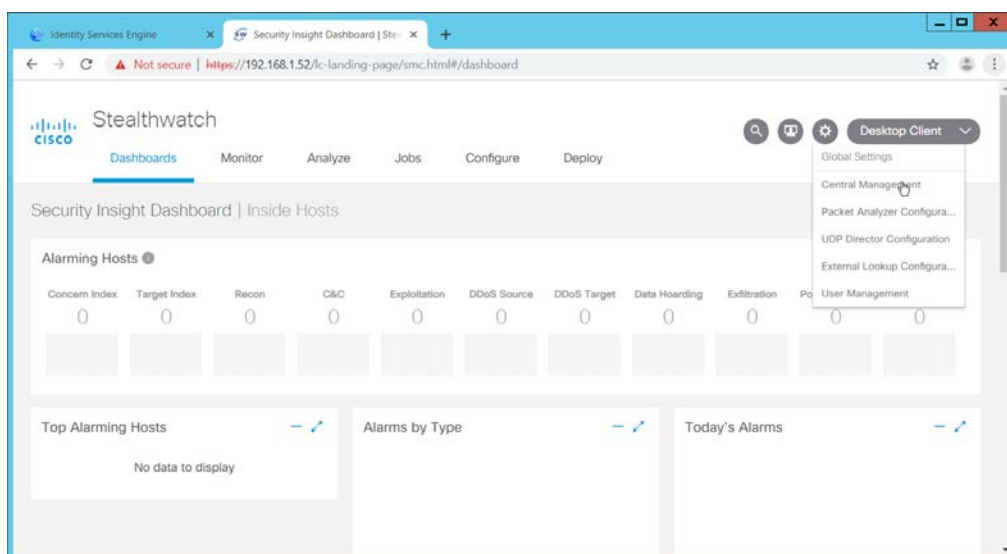 Identity Services Engine
Security Insight Dashboard | Ste
Not secure | https://192.168.1.52/lc-landing-page/smc.html#/dashboard
CISCO
Stealthwatch
Desktop Client
Dashboards Monitor Analyze Jobs Configure Deploy
Global Settings
Central Management
Packet Analyzer Configura...
UDP Director Configuration
External Lookup Configura...
User Management
Security Insight Dashboard | Inside Hosts
Alarming Hosts
Concern Index Target Index Recon C&C Exploitation DDoS Source DDoS Target Data Hoarding Exfiltration Po
0 0 0 0 0 0 0 0 0 0 0
Top Alarming Hosts
No data to display
Alarms by Type
Today's Alarms